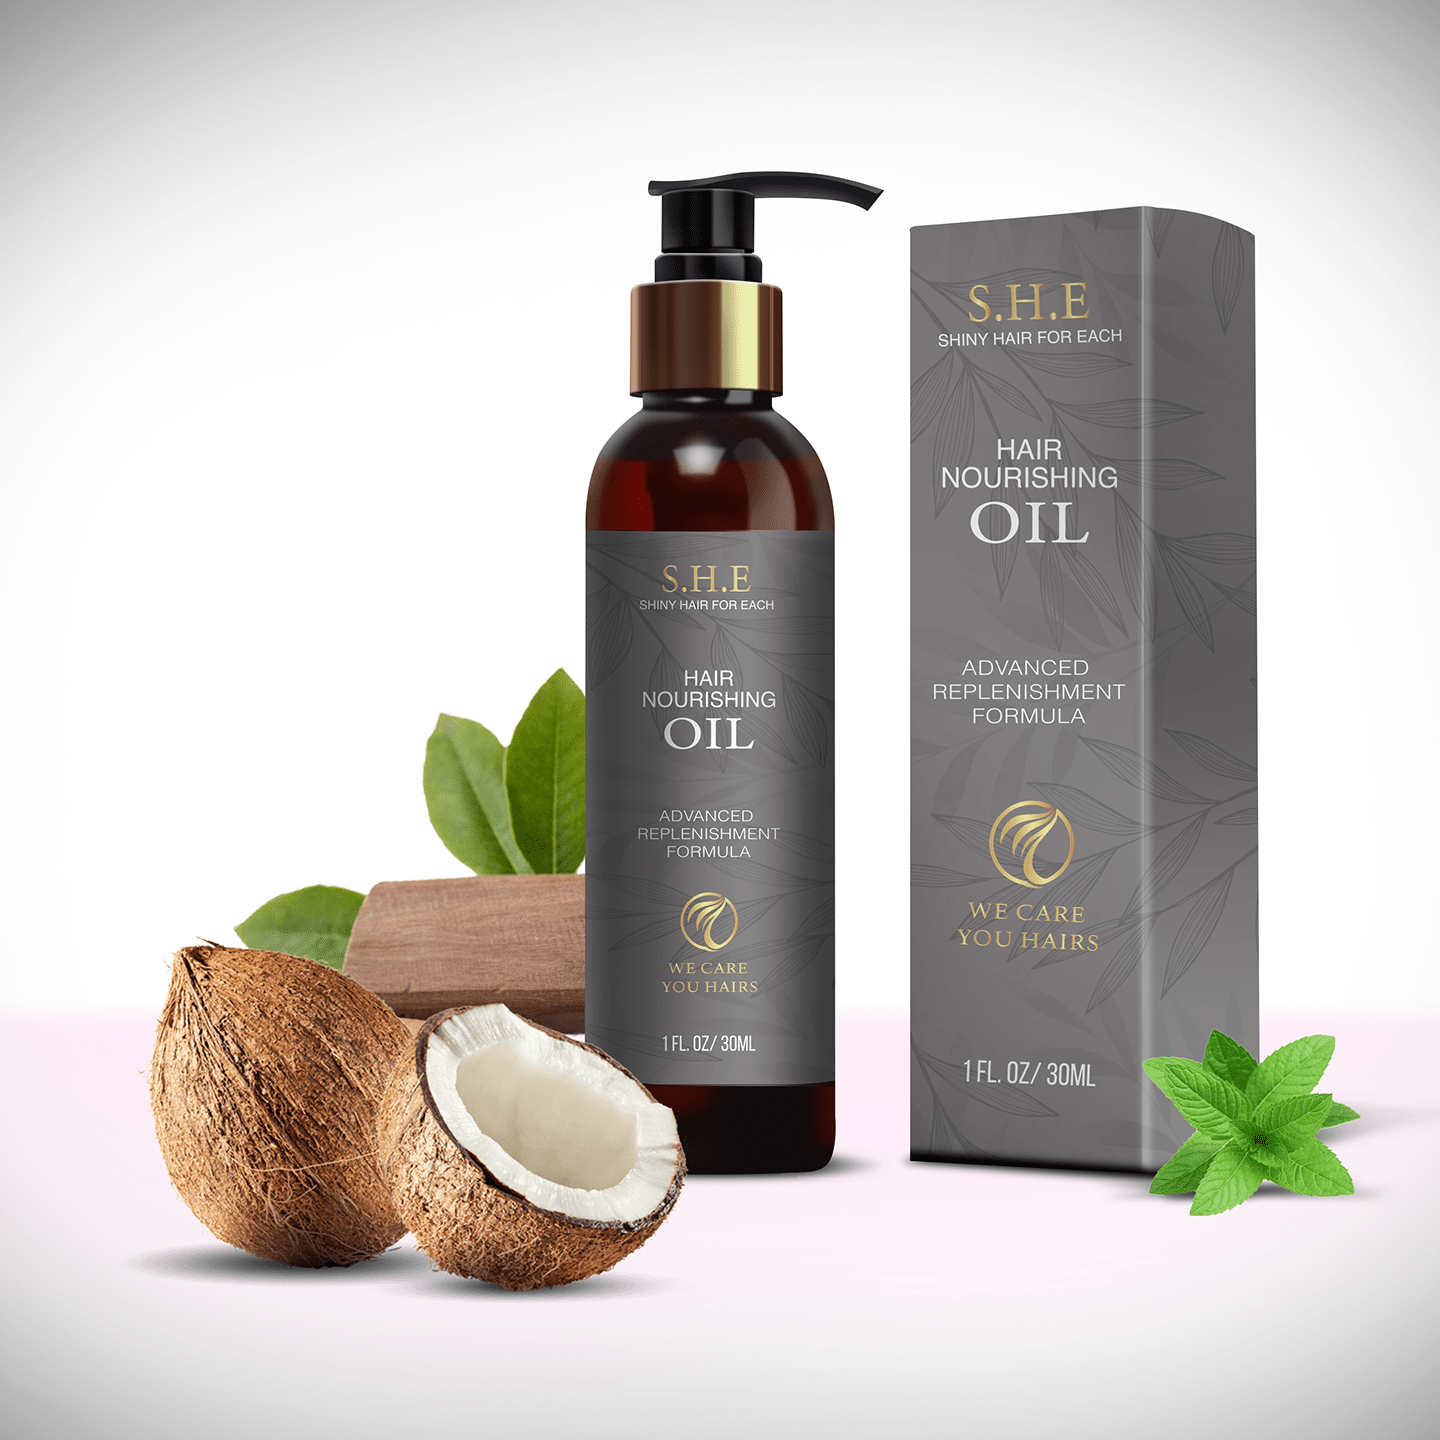 S.H.E
SHINY HAIR FOR EACH
HAIR
NOURISHING
OIL
ADVANCED
REPLENISHMENT
FORMULA
WE CARE
YOU HAIRS
1 FL. OZ/ 30ML
S.H.E
SHINY HAIR FOR EACH
HAIR
NOURISHING
OIL
ADVANCED
REPLENISHMENT
FORMULA
WE CARE
YOU HAIRS
1 FL. OZ/ 30ML